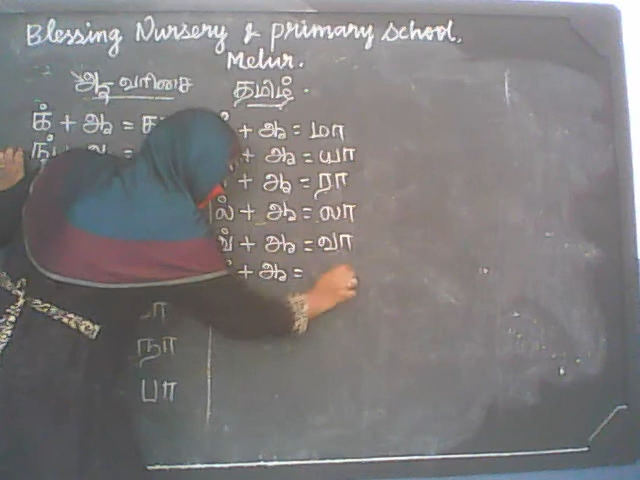 Blessing Nursery & primary school,
Melur.
ஆ வரிசை தமிழ்.
க் + ஆ =
+ ஆ = மா
+ ஆ = யா
+ ஆ = ரா
ல் + ஆ = லா
வ் + ஆ = வா
+ ஆ =
நா
பா